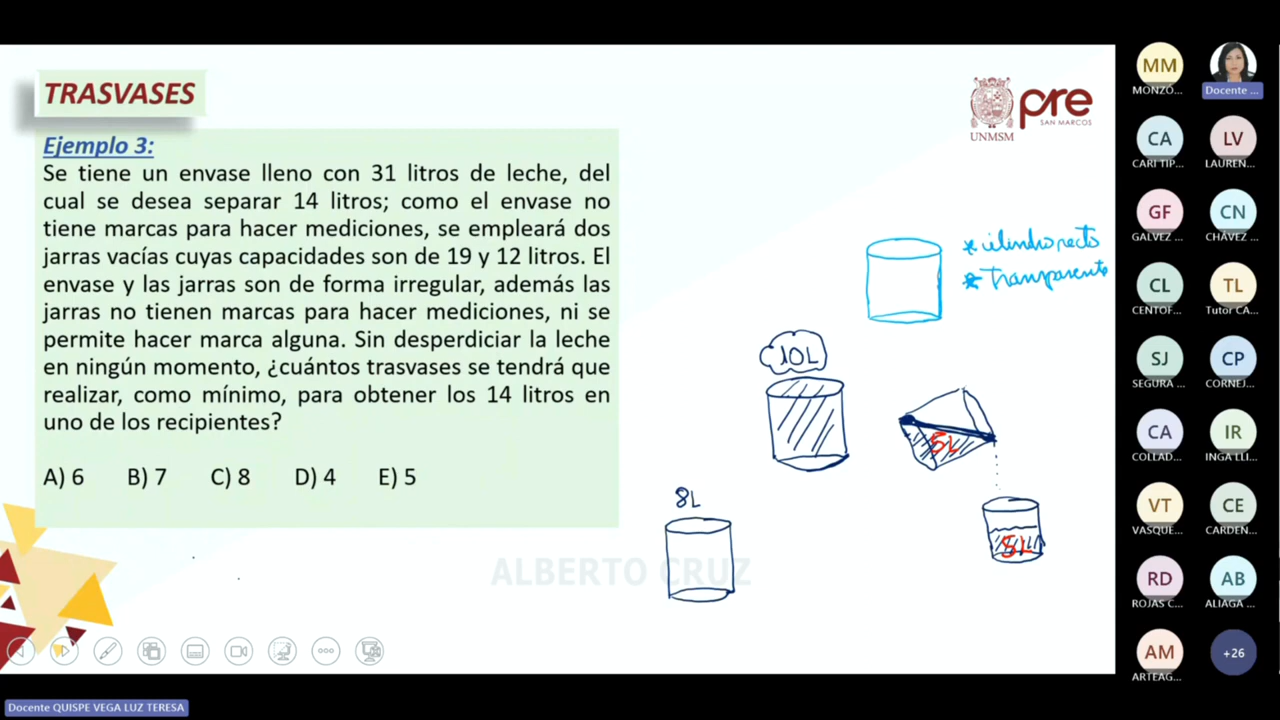 TRASVASES
Ejemplo 3:
Se tiene un envase lleno con 31 litros de leche, del
cual se desea separar 14 litros; como el envase no
tiene marcas para hacer mediciones, se empleará dos
jarras vacías cuyas capacidades son de 19 y 12 litros. El
envase y las jarras son de forma irregular, además las
jarras no tienen marcas para hacer mediciones, ni se
permite hacer marca alguna. Sin desperdiciar la leche
en ningún momento, ¿cuántos trasvases se tendrá que
realizar, como mínimo, para obtener los 14 litros en
uno de los recipientes?
A) 6 B) 7 C) 8 D) 4 E) 5
UNMSM
pre
SAN MARCOS
* cilindro recto
* Transparente
10L
5L
8L
5L
ALBERTO CRUZ
MM
MONZÓ...
Docente ...
CA
CARI TIP...
LV
LAUREN...
GF
GALVEZ ...
CN
CHÁVEZ ...
CL
CENTOF...
TL
Tutor CA...
SJ
SEGURA ...
CP
CORNEJ...
CA
COLLAD...
IR
INGA LLI...
VT
VASQUE...
CE
CARDEN...
RD
ROJAS C...
AB
ALIAGA ...
AM
ARTEAG...
+26
Docente QUISPE VEGA LUZ TERESA